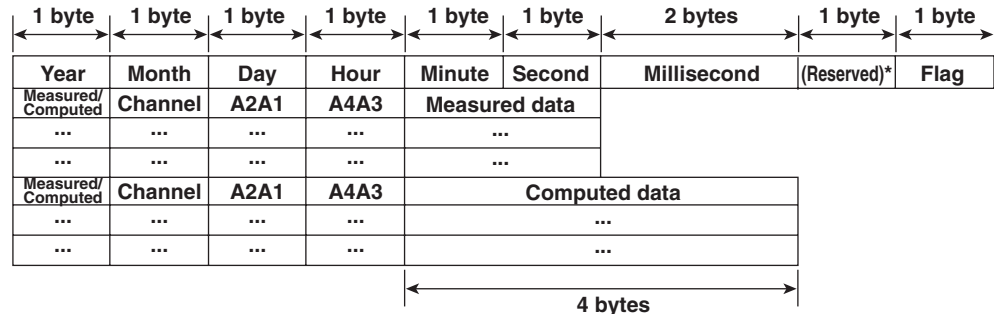 1 byte 1 byte 1 byte 1 byte 1 byte 1 byte 2 bytes 1 byte 1 byte
Year Month Day Hour Minute Second Millisecond (Reserved)* Flag
Measured/
Computed Channel A2A1 A4A3 Measured data
... ... ... ... ...
... ... ... ... ...
Measured/
Computed Channel A2A1 A4A3 Computed data
... ... ... ... ...
... ... ... ... ...
4 bytes